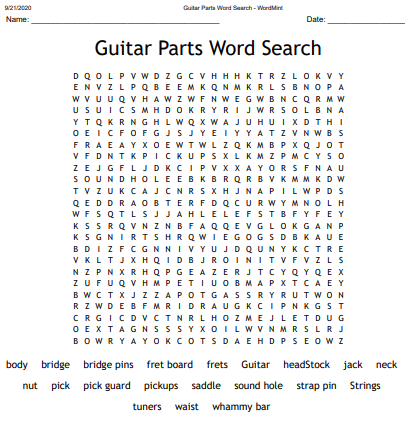 9/21/2020 Guitar Parts Word Search - WordMint
Name: ________________________ Date: ____________
Guitar Parts Word Search
D Q O L P V W D Z G C V H H H K T R Z L O K V Y
E N V Z L P Q B E E M K Q N M K R L S B N O P A
W V U U Q V H A W Z W F N W E G W B N C Q R M W
U S U I C S M H D O K R Y R I J W R S O L B N A
Y T Q K R N G H L W Q X W A J U H U I X D T H I
O E I C F O F G J S J Y E I Y Y A T Z V N W B S
F R A E A Y X O E W T W L Z Q K M B P X Q J O T
V F D N T K P I C K U P S X L K M Z P M C Y S O
Z E J G F L J D K C I P V X X A Y O R S F N A U
S O U N D H O L E E B K B R Q R B V K M M K D W
T V Z U K C A J C N R S X H J N A P I L W P D S
Q E D D R A O B T E R F D Q C U R W Y M N O L H
W F S Q T L S J J A H L E L E F S T B F Y F E Y
K S S R Q V N Z N B F A Q Q E V G L O K G A N P
K S G N I R T S H R Q W I E G O G S D B K A U E
B D I Z F C G N N I V Y U J D Q U N Y K C T R E
V K L T J X H Q I D B J R O I N I T V F V Z L S
N Z P N X R H Q P G E A Z E R J T C Y Q Y Q E X
Z U F U Q V H M P E T I U O B M A P X T C A E Y
B W C T X J Z Z A P O T G A S S R Y R U T W O N
R Z W D E B F M R I D R A U G K C I P N K G S T
C R G I C D V C T N R L H O Z M E J L E T D U G
O E X T A G N S S S Y X O I L W V N M R S L R J
B O W R Y A Y O K C O T S D A E H D P S E O W Z
body bridge bridge pins fret board frets Guitar headStock jack neck
nut pick pick guard pickups saddle sound hole strap pin Strings
tuners waist whammy bar